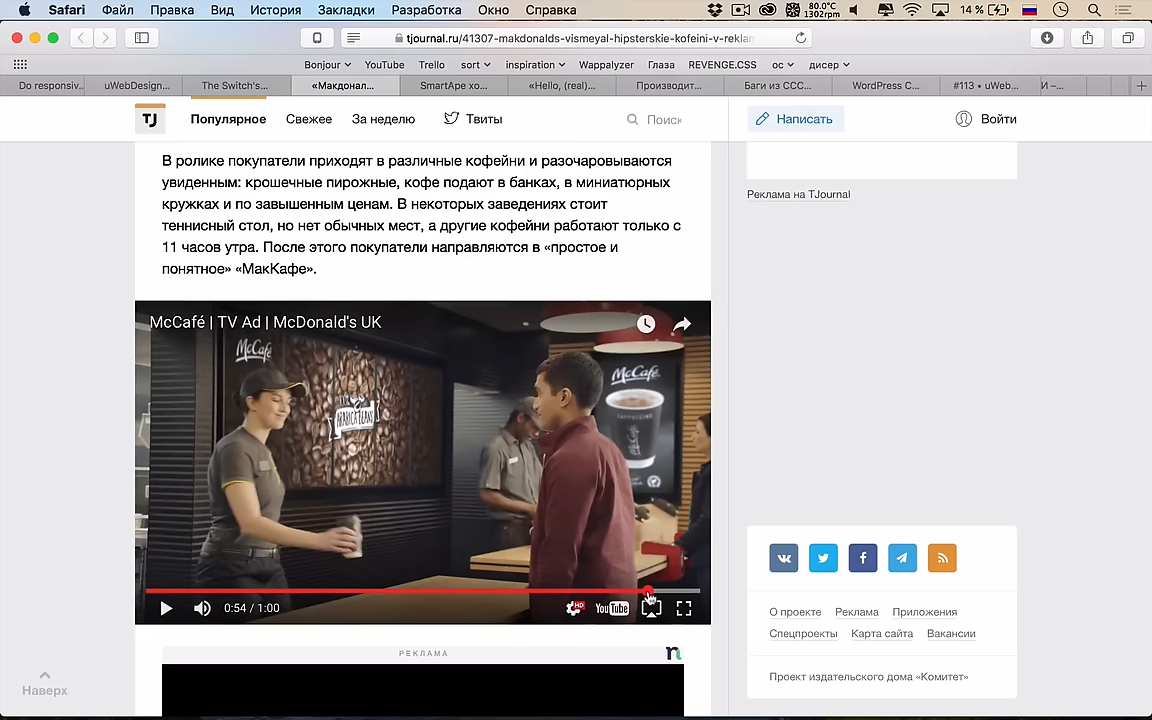 Safari Файл Правка Вид История Закладки Разработка Окно Справка 80.0°C 1302rpm 14 %
tjournal.ru/41307-makdonalds-vismeyal-hipsterskie-kofeini-v-reklam
Bonjour YouTube Trello sort inspiration Wappalyzer Глаза REVENGE.CSS ос дисер
Do responsiv... uWebDesign... The Switch's... «Макдонал... SmartApe хо... «Hello, (real)... Производит... Баги из ССС... WordPress С... #113 • uWeb... И –...
TJ Популярное Свежее За неделю Твиты Поиск Написать Войти
В ролике покупатели приходят в различные кофейни и разочаровываются
увиденным: крошечные пирожные, кофе подают в банках, в миниатюрных
кружках и по завышенным ценам. В некоторых заведениях стоит
теннисный стол, но нет обычных мест, а другие кофейни работают только с
11 часов утра. После этого покупатели направляются в «простое и
понятное» «МакКафе».
Реклама на TJournal
McCafé | TV Ad | McDonald's UK
McCafé
McCafé
ARABICA BEANS
CAPPUCCINO
0:54 / 1:00 HD YouTube
РЕКЛАМА
n
О проекте Реклама Приложения
Спецпроекты Карта сайта Вакансии
Проект издательского дома «Комитет»
Наверх